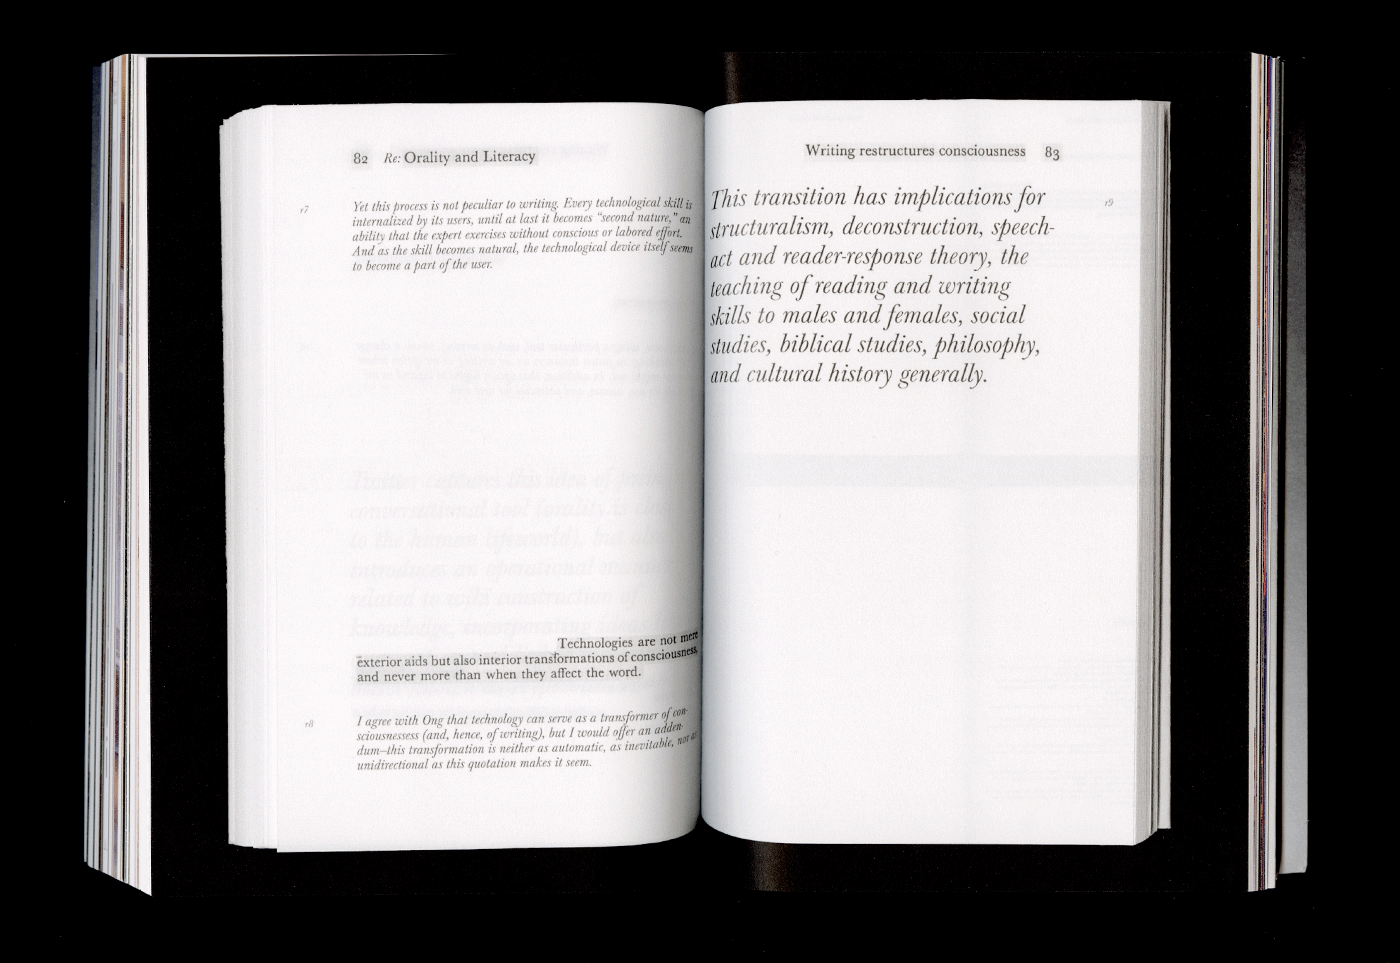 82 Re: Orality and Literacy
17
Yet this process is not peculiar to writing. Every technological skill is
internalized by its users, until at last it becomes “second nature,” an
ability that the expert exercises without conscious or labored effort.
And as the skill becomes natural, the technological device itself seems
to become a part of the user.
Technologies are not mere
exterior aids but also interior transformations of consciousness,
and never more than when they affect the word.
18
I agree with Ong that technology can serve as a transformer of con-
sciousnessess (and, hence, of writing), but I would offer an adden-
dum—this transformation is neither as automatic, as inevitable, nor as
unidirectional as this quotation makes it seem.
Writing restructures consciousness 83
19
This transition has implications for
structuralism, deconstruction, speech-
act and reader-response theory, the
teaching of reading and writing
skills to males and females, social
studies, biblical studies, philosophy,
and cultural history generally.